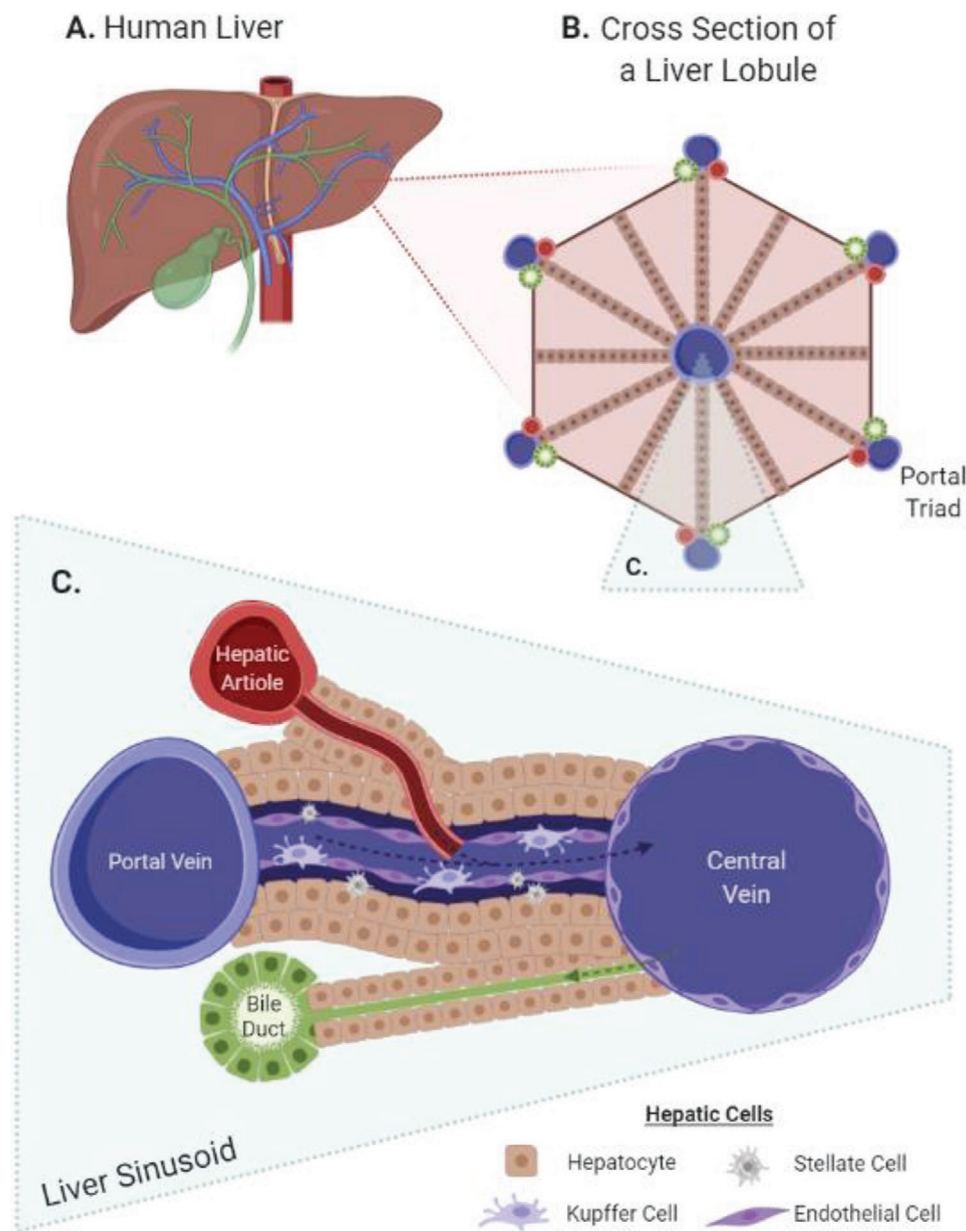 A. Human Liver
B. Cross Section of
a Liver Lobule
Portal
Triad
C.
C.
Hepatic
Artiole
Portal Vein
Central
Vein
Bile
Duct
Liver Sinusoid
Hepatic Cells
Hepatocyte
Stellate Cell
Kupffer Cell
Endothelial Cell